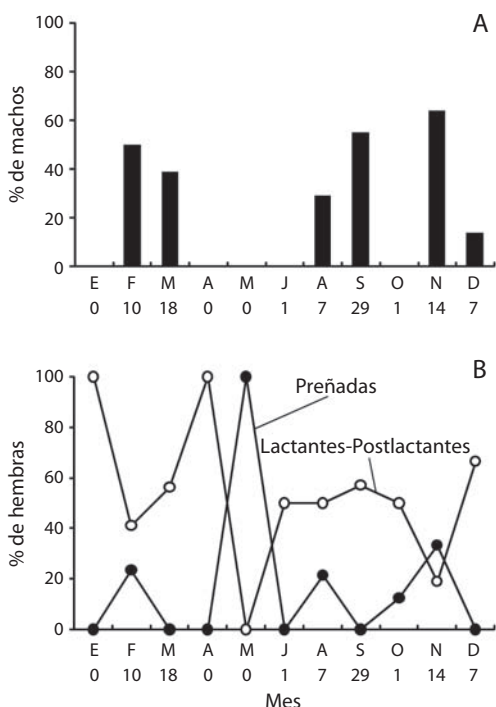 A
100
80
60
40
20
0
% de machos
E F M A M J A S O N D
0 10 18 0 0 1 7 29 1 14 7
B
100
80
60
40
20
0
% de hembras
Preñadas
Lactantes-Postlactantes
E F M A M J A S O N D
0 10 18 0 0 1 7 29 1 14 7
Mes